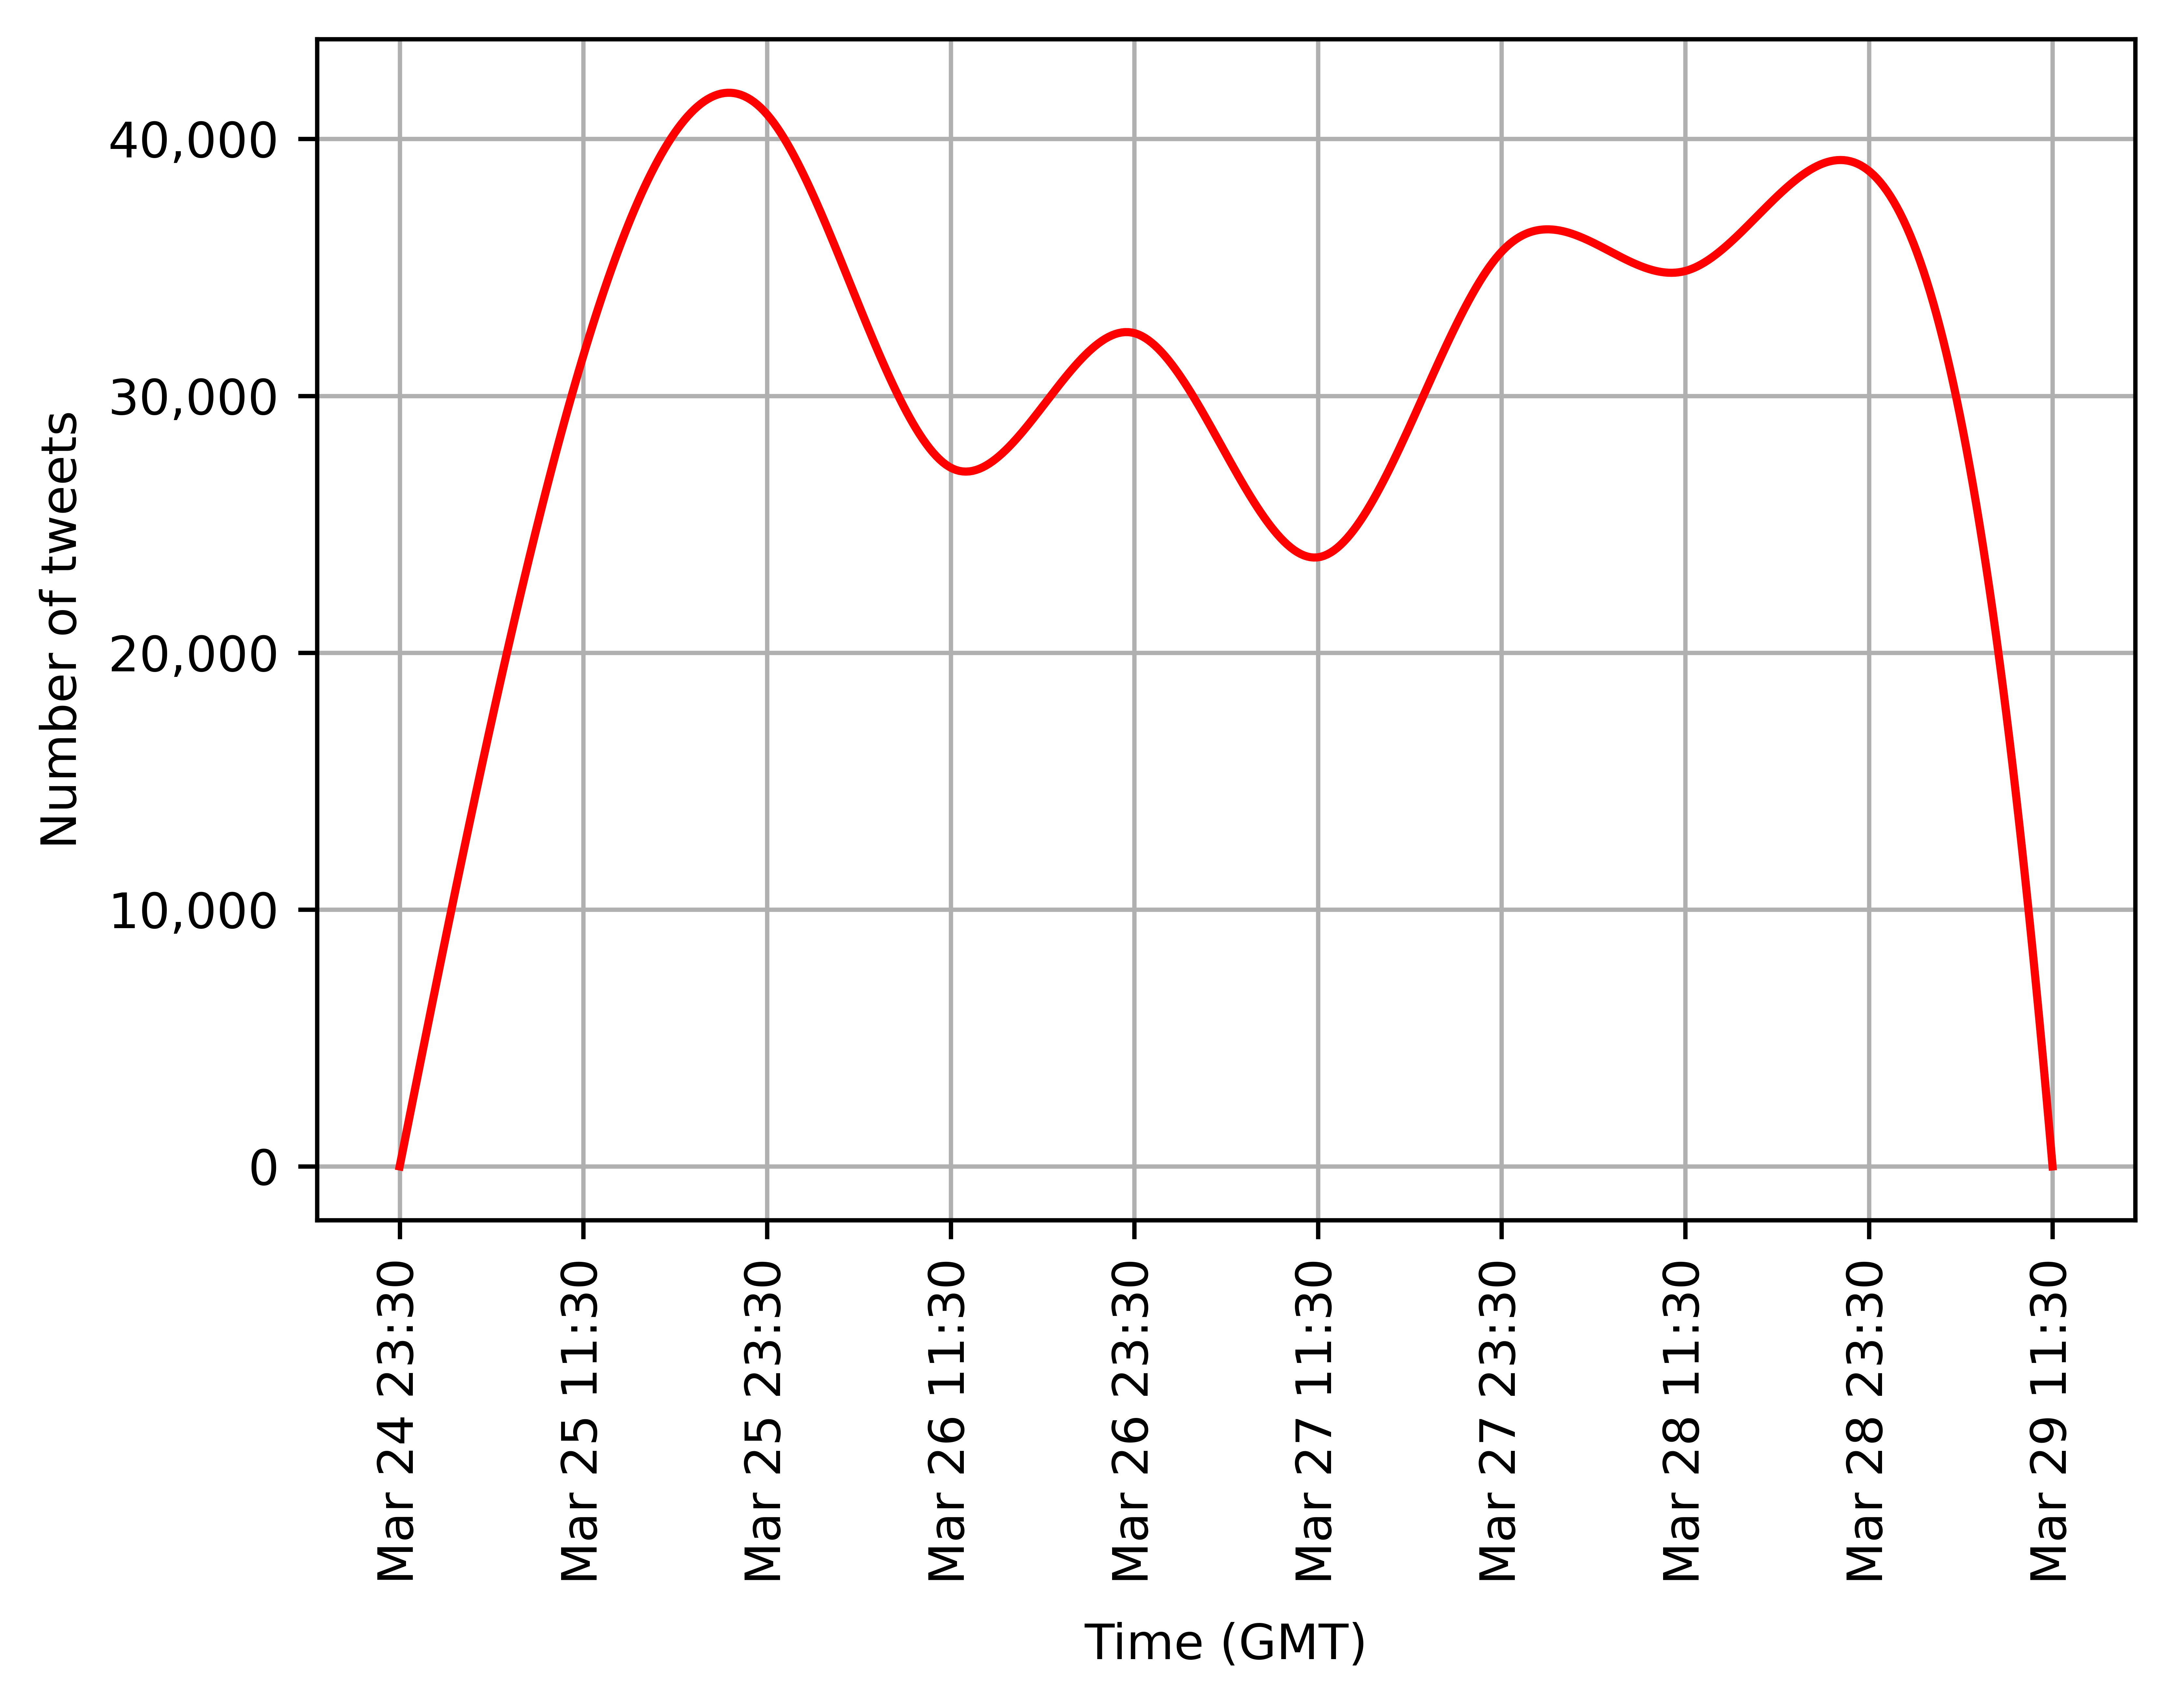 Number of tweets
40,000
30,000
20,000
10,000
0
Mar 24 23:30
Mar 25 11:30
Mar 25 23:30
Mar 26 11:30
Mar 26 23:30
Mar 27 11:30
Mar 27 23:30
Mar 28 11:30
Mar 28 23:30
Mar 29 11:30
Time (GMT)